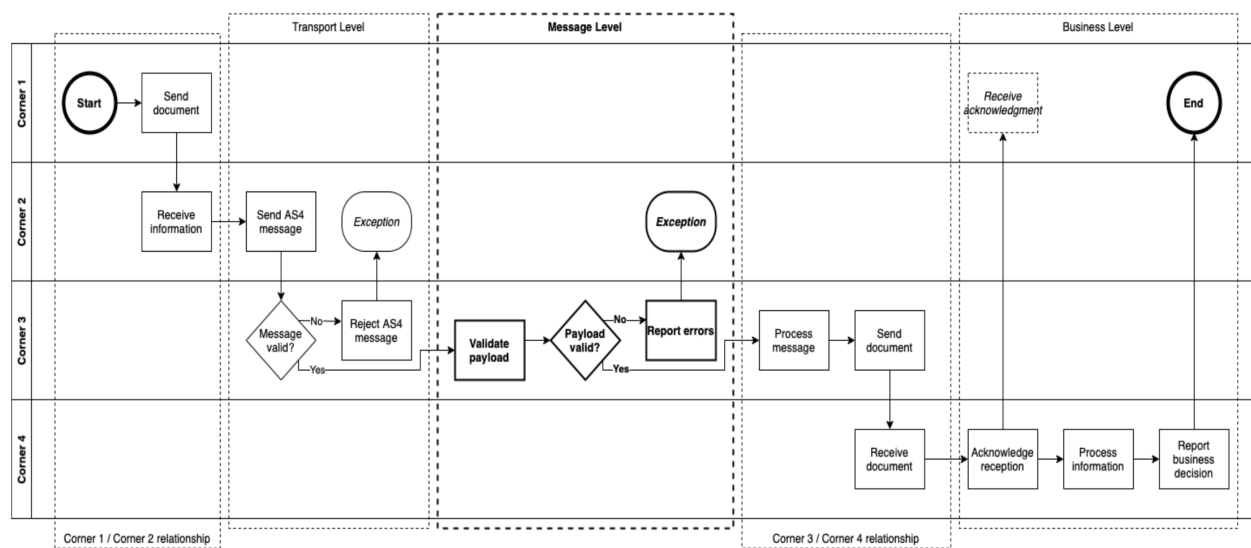 Transport Level
Message Level
Business Level
Corner 1
Start
Send
document
Receive
acknowledgment
End
Corner 2
Receive
information
Send AS4
message
Exception
Exception
Corner 3
Message
valid?
No
Yes
Reject AS4
message
Validate
payload
Payload
valid?
No
Yes
Report errors
Process
message
Send
document
Corner 4
Receive
document
Acknowledge
reception
Process
information
Report
business
decision
Corner 1 / Corner 2 relationship
Corner 3 / Corner 4 relationship